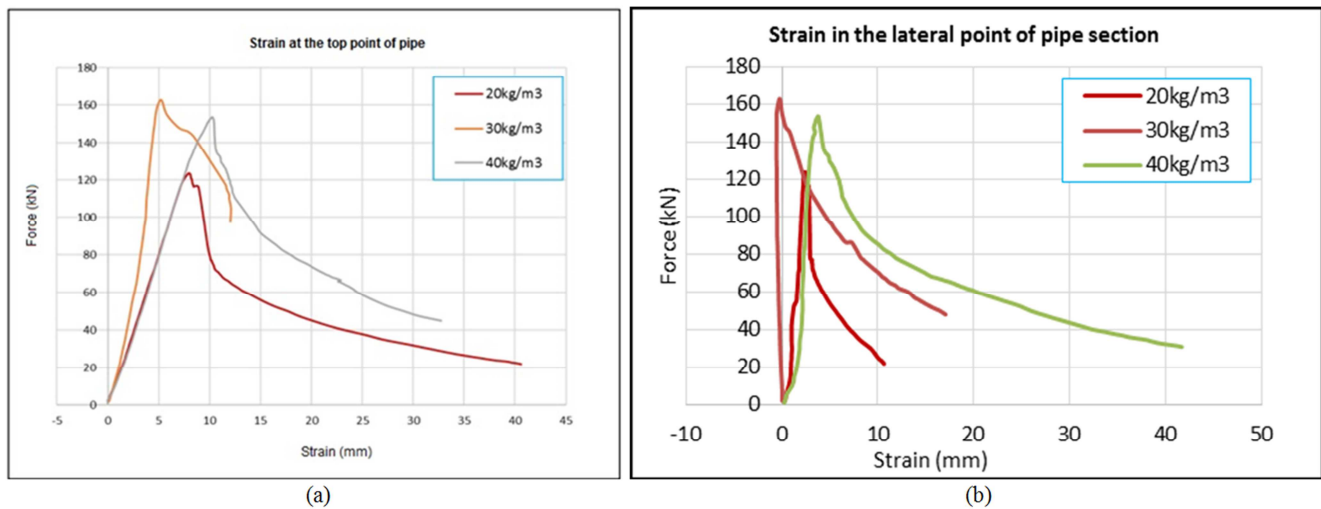 Strain at the top point of pipe
180
160
140
120
100
80
60
40
20
0
Force (kN)
-5 0 5 10 15 20 25 30 35 40 45
Strain (mm)
20kg/m3
30kg/m3
40kg/m3
(a)
Strain in the lateral point of pipe section
180
160
140
120
100
80
60
40
20
0
Force (kN)
-10 0 10 20 30 40 50
Strain (mm)
20kg/m3
30kg/m3
40kg/m3
(b)